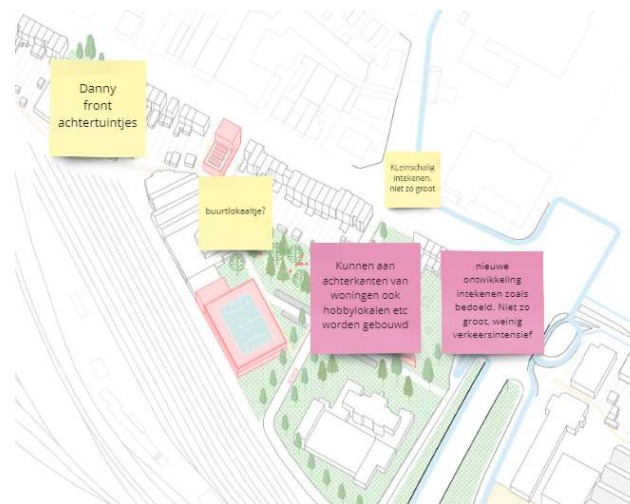 Danny
front
achtertuintjes
KLeinschalig
intekenen.
niet zo groot
buurtlokaaltje?
Kunnen aan
achterkanten van
woningen ook
hobbylokalen etc
worden gebouwd
nieuwe
ontwikkeling
intekenen zoals
bedoeld. Niet zo
groot, weinig
verkeersintensief